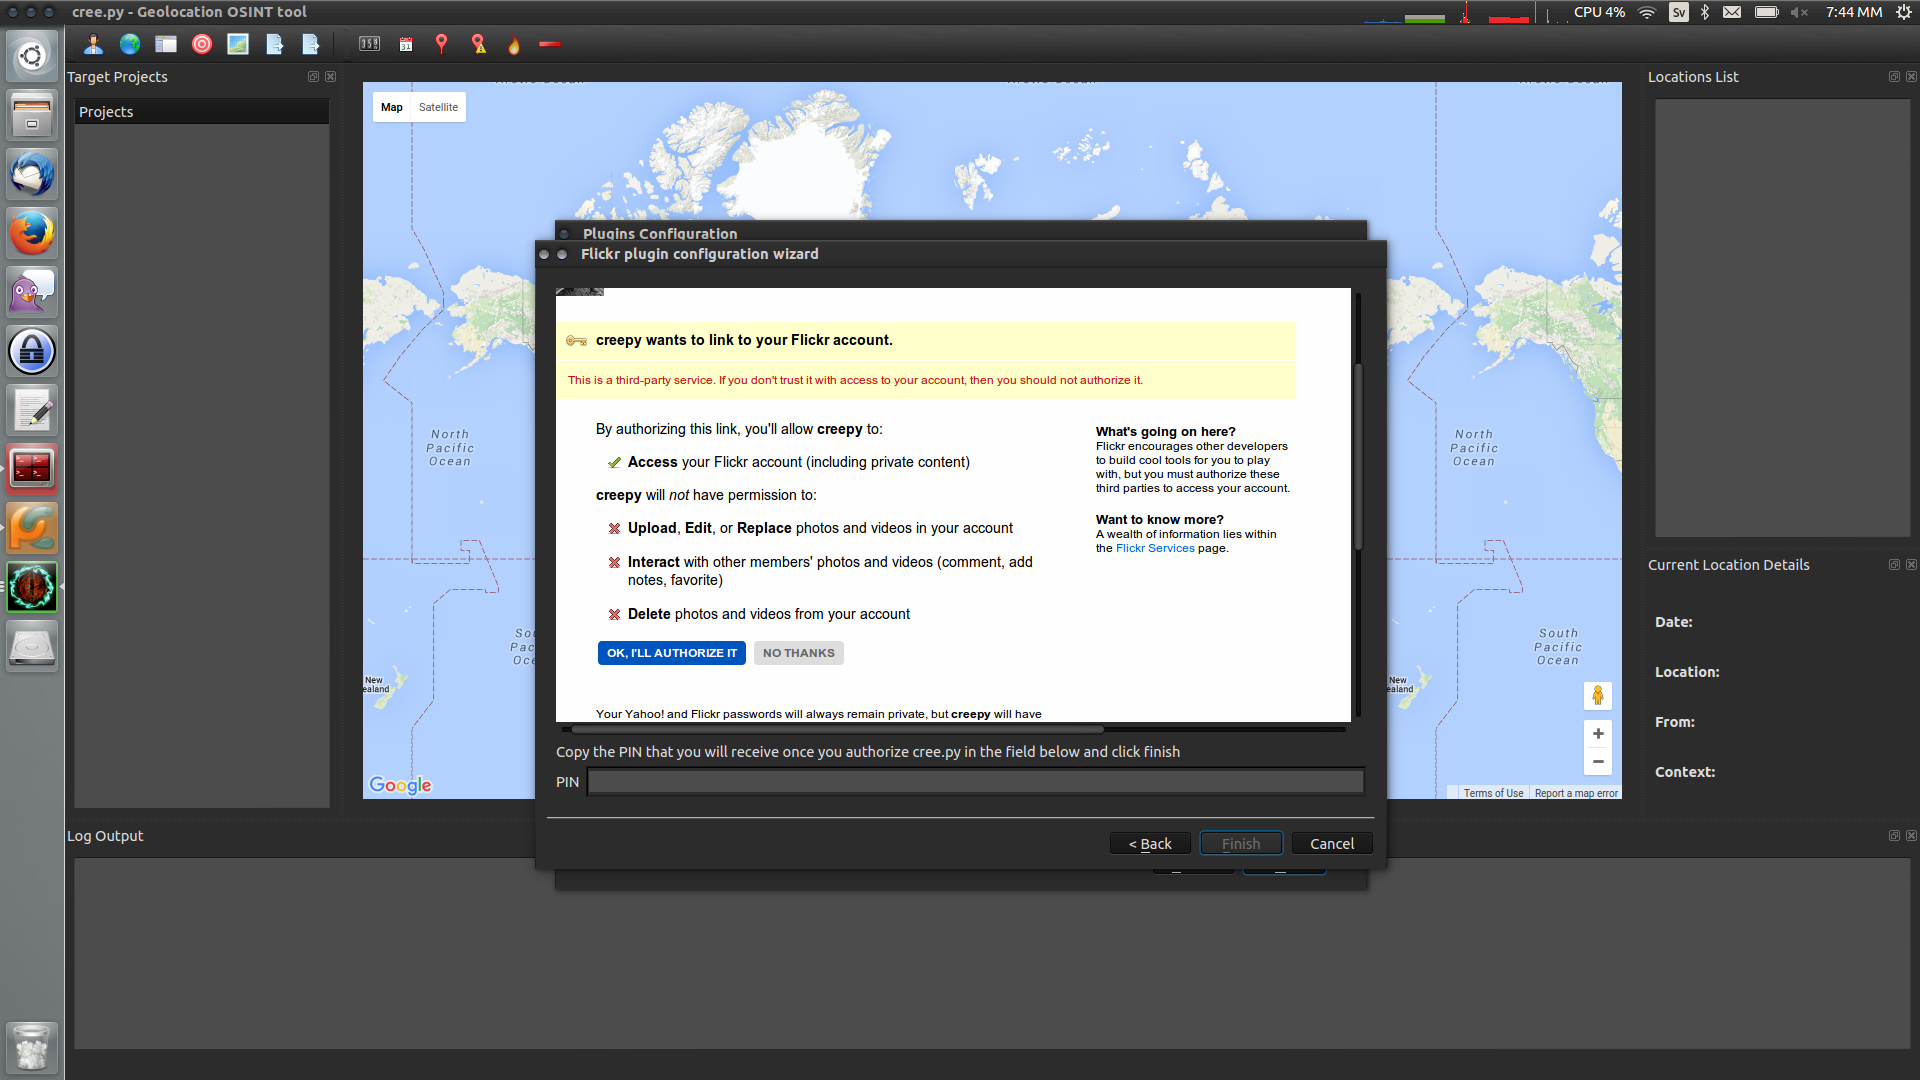 cree.py - Geolocation OSINT tool
CPU 4%
Sv
7:44 MM
Target Projects
Projects
Locations List
Map
Satellite
Plugins Configuration
Flickr plugin configuration wizard
creepy wants to link to your Flickr account.
This is a third-party service. If you don't trust it with access to your account, then you should not authorize it.
By authorizing this link, you'll allow creepy to:
Access your Flickr account (including private content)
creepy will not have permission to:
Upload, Edit, or Replace photos and videos in your account
Interact with other members' photos and videos (comment, add
notes, favorite)
Delete photos and videos from your account
OK, I'LL AUTHORIZE IT
NO THANKS
Your Yahoo! and Flickr passwords will always remain private, but creepy will have
What's going on here?
Flickr encourages other developers
to build cool tools for you to play
with, but you must authorize these
third parties to access your account.
Want to know more?
A wealth of information lies within
the Flickr Services page.
Copy the PIN that you will receive once you authorize cree.py in the field below and click finish
PIN
< Back
Finish
Cancel
North
Pacific
Ocean
North
Pacific
Ocean
South
Pacific
Ocean
New
ealand
New
ealand
Google
Terms of Use
Report a map error
Current Location Details
Date:
Location:
From:
Context:
Log Output